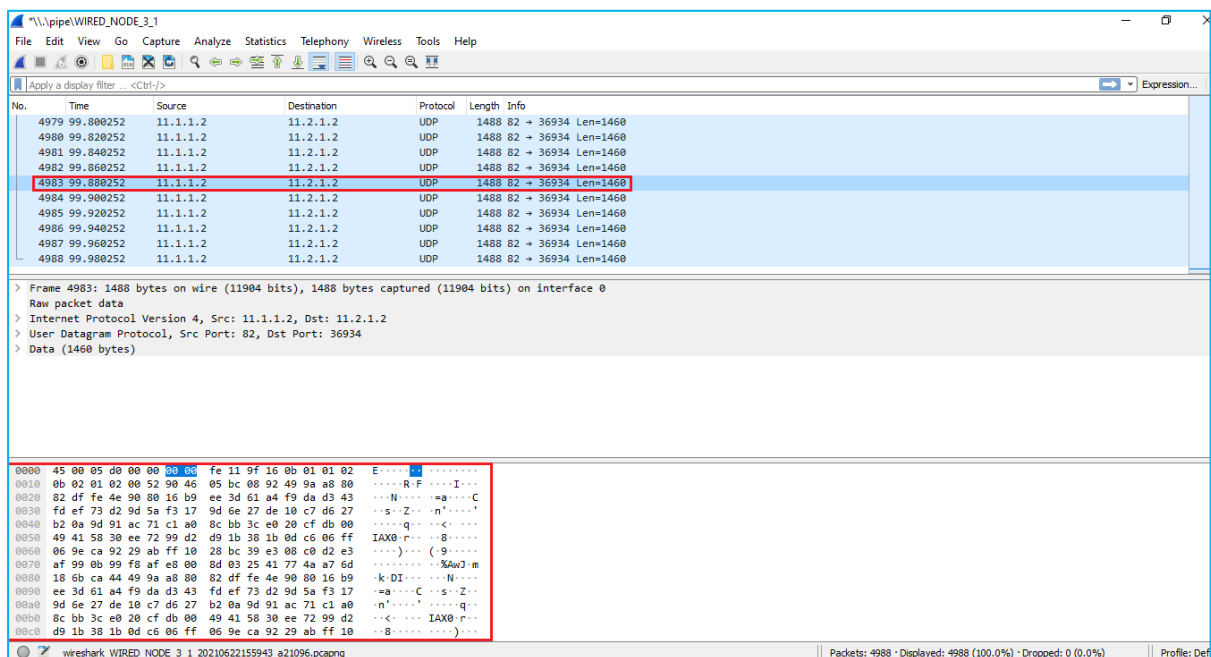 *\\.\pipe\WIRED_NODE_3_1
File Edit View Go Capture Analyze Statistics Telephony Wireless Tools Help
Apply a display filter ... <Ctrl-/> Expression...
No. Time Source Destination Protocol Length Info
4979 99.800252 11.1.1.2 11.2.1.2 UDP 1488 82 → 36934 Len=1460
4980 99.820252 11.1.1.2 11.2.1.2 UDP 1488 82 → 36934 Len=1460
4981 99.840252 11.1.1.2 11.2.1.2 UDP 1488 82 → 36934 Len=1460
4982 99.860252 11.1.1.2 11.2.1.2 UDP 1488 82 → 36934 Len=1460
4983 99.880252 11.1.1.2 11.2.1.2 UDP 1488 82 → 36934 Len=1460
4984 99.900252 11.1.1.2 11.2.1.2 UDP 1488 82 → 36934 Len=1460
4985 99.920252 11.1.1.2 11.2.1.2 UDP 1488 82 → 36934 Len=1460
4986 99.940252 11.1.1.2 11.2.1.2 UDP 1488 82 → 36934 Len=1460
4987 99.960252 11.1.1.2 11.2.1.2 UDP 1488 82 → 36934 Len=1460
4988 99.980252 11.1.1.2 11.2.1.2 UDP 1488 82 → 36934 Len=1460
> Frame 4983: 1488 bytes on wire (11904 bits), 1488 bytes captured (11904 bits) on interface 0
Raw packet data
> Internet Protocol Version 4, Src: 11.1.1.2, Dst: 11.2.1.2
> User Datagram Protocol, Src Port: 82, Dst Port: 36934
> Data (1460 bytes)
0000 45 00 05 d0 00 00 00 00 fe 11 9f 16 0b 01 01 02 E······· ········
0010 0b 02 01 02 00 52 90 46 05 bc 08 92 49 9a a8 80 ·····R·F ····I···
0020 82 df fe 4e 90 80 16 b9 ee 3d 61 a4 f9 da d3 43 ···N···· ·=a····C
0030 fd ef 73 d2 9d 5a f3 17 9d 6e 27 de 10 c7 d6 27 ··s··Z·· ·n'····'
0040 b2 0a 9d 91 ac 71 c1 a0 8c bb 3c e0 20 cf db 00 ·····q·· ··<· ···
0050 49 41 58 30 ee 72 99 d2 d9 1b 38 1b 0d c6 06 ff IAX0·r·· ··8·····
0060 06 9e ca 92 29 ab ff 10 28 bc 39 e3 08 c0 d2 e3 ····)··· (·9·····
0070 af 99 0b 99 f8 af e8 00 8d 03 25 41 77 4a a7 6d ········ ··%AwJ·m
0080 18 6b ca 44 49 9a a8 80 82 df fe 4e 90 80 16 b9 ·k·DI··· ···N····
0090 ee 3d 61 a4 f9 da d3 43 fd ef 73 d2 9d 5a f3 17 ·=a····C ··s··Z··
00a0 9d 6e 27 de 10 c7 d6 27 b2 0a 9d 91 ac 71 c1 a0 ·n'····' ·····q··
00b0 8c bb 3c e0 20 cf db 00 49 41 58 30 ee 72 99 d2 ··<· ··· IAX0·r··
00c0 d9 1b 38 1b 0d c6 06 ff 06 9e ca 92 29 ab ff 10 ··8····· ····)···
wireshark_WIRED_NODE_3_1_20210622155943_a21096.pcapng Packets: 4988 · Displayed: 4988 (100.0%) · Dropped: 0 (0.0%) Profile: Def